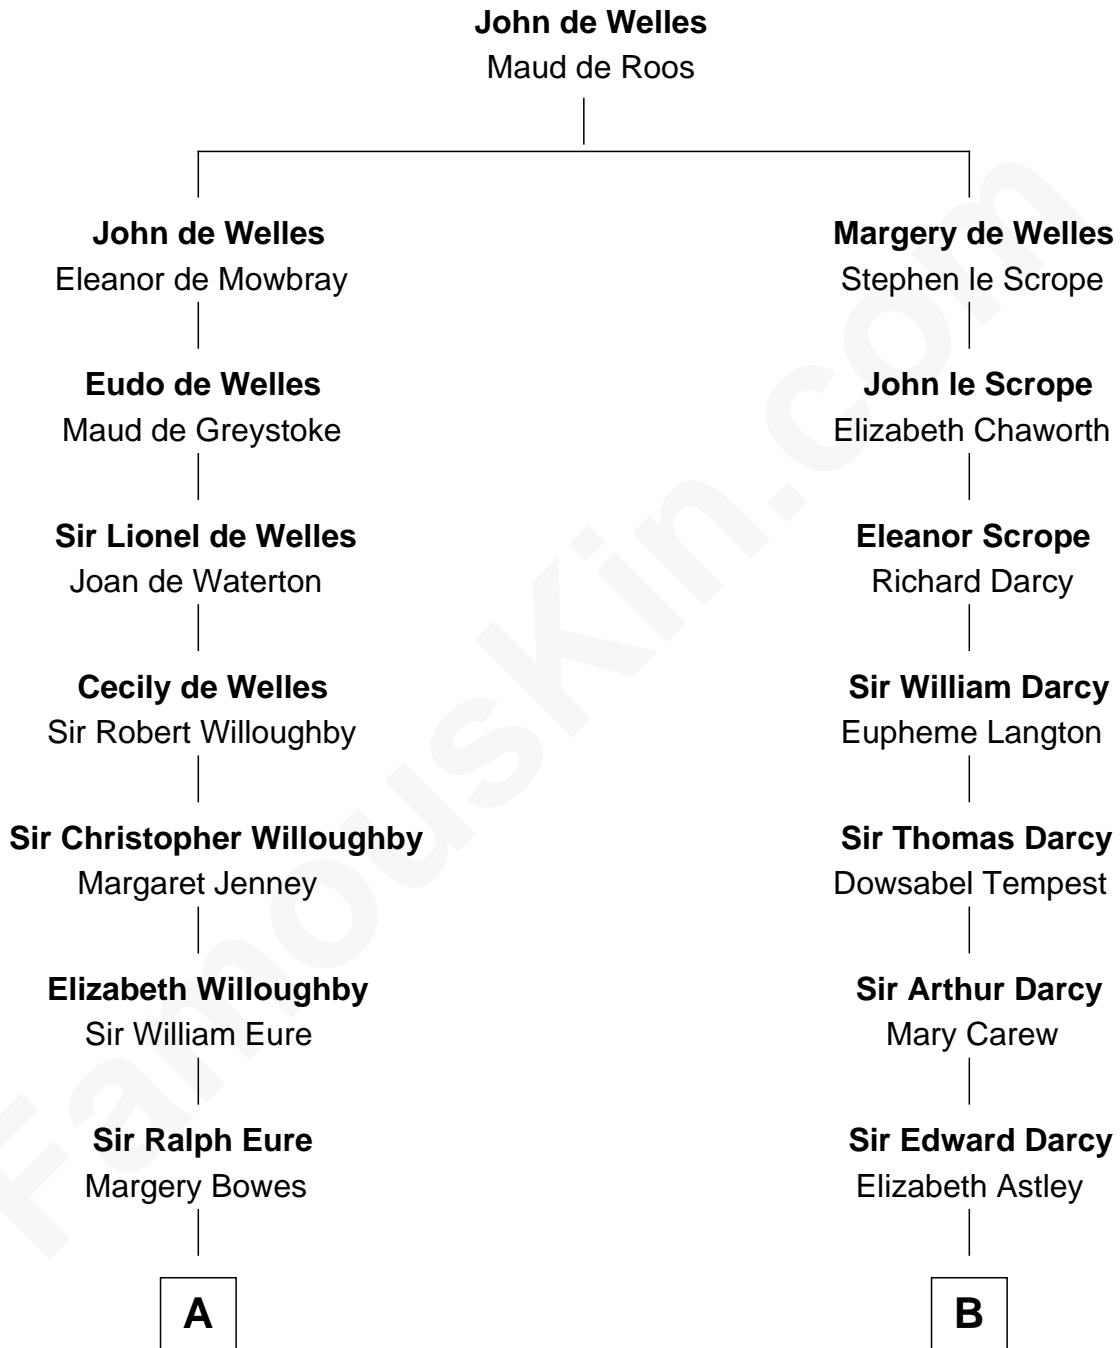 John de Welles
Maud de Roos
John de Welles
Eleanor de Mowbray
Margery de Welles
Stephen le Scrope
Eudo de Welles
Maud de Greystoke
John le Scrope
Elizabeth Chaworth
Sir Lionel de Welles
Joan de Waterton
Eleanor Scrope
Richard Darcy
Cecily de Welles
Sir Robert Willoughby
Sir William Darcy
Eupheme Langton
Sir Christopher Willoughby
Margaret Jenney
Sir Thomas Darcy
Dowsabel Tempest
Elizabeth Willoughby
Sir William Eure
Sir Arthur Darcy
Mary Carew
Sir Ralph Eure
Margery Bowes
Sir Edward Darcy
Elizabeth Astley
A
B
FamousKin.com